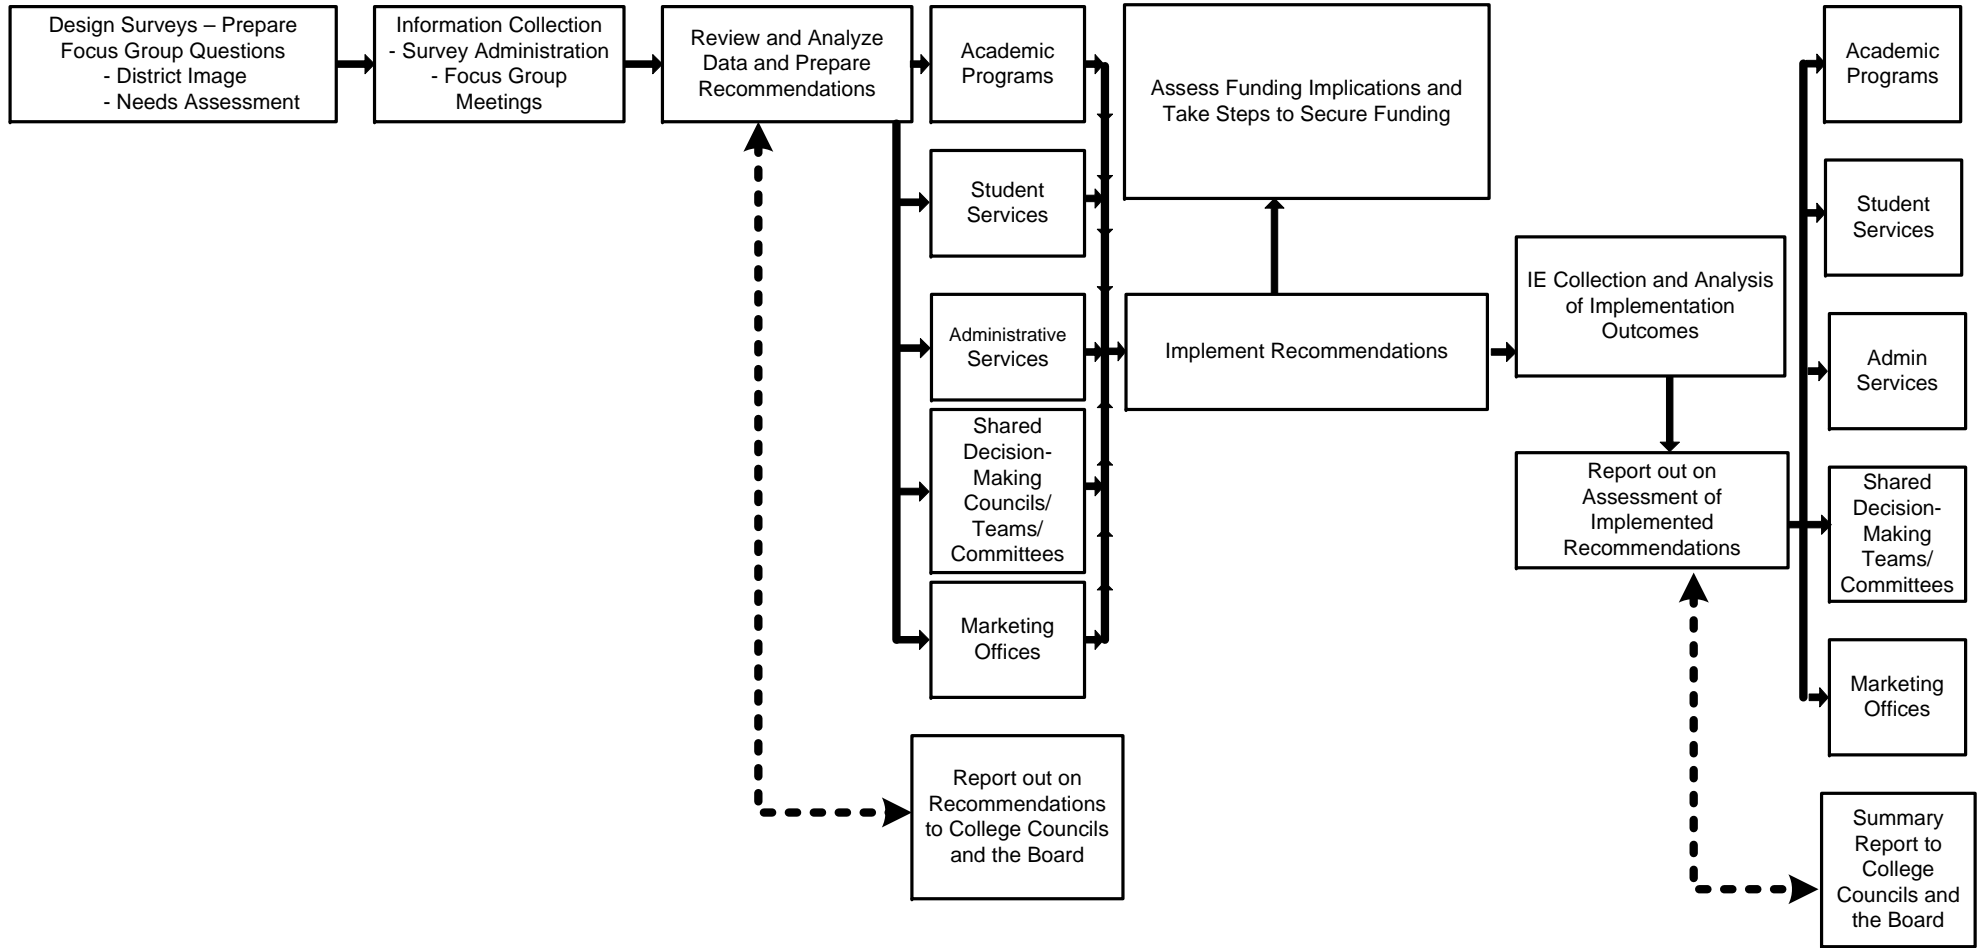 Design Surveys – Prepare
Focus Group Questions
- District Image
- Needs Assessment
Information Collection
- Survey Administration
- Focus Group
Meetings
Review and Analyze
Data and Prepare
Recommendations
Academic
Programs
Student
Services
Administrative
Services
Shared
Decision-
Making
Councils/
Teams/
Committees
Marketing
Offices
Report out on
Recommendations
to College Councils
and the Board
Assess Funding Implications and
Take Steps to Secure Funding
Implement Recommendations
IE Collection and Analysis
of Implementation
Outcomes
Report out on
Assessment of
Implemented
Recommendations
Academic
Programs
Student
Services
Admin
Services
Shared
Decision-
Making
Teams/
Committees
Marketing
Offices
Summary
Report to
College
Councils and
the Board